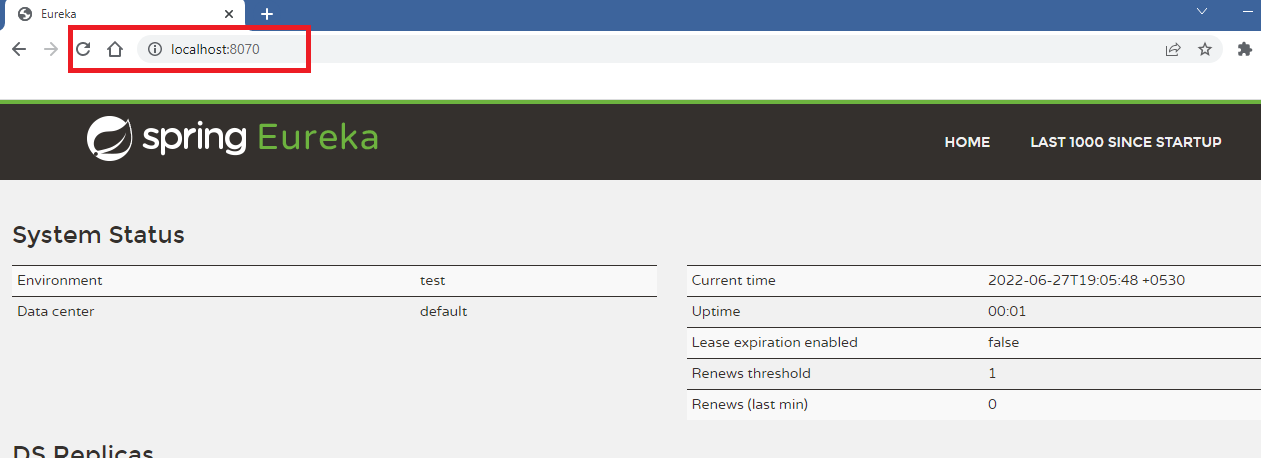 Eureka
localhost:8070
spring Eureka
HOME LAST 1000 SINCE STARTUP
System Status
Environment test
Data center default
Current time 2022-06-27T19:05:48 +0530
Uptime 00:01
Lease expiration enabled false
Renews threshold 1
Renews (last min) 0
DS Replicas